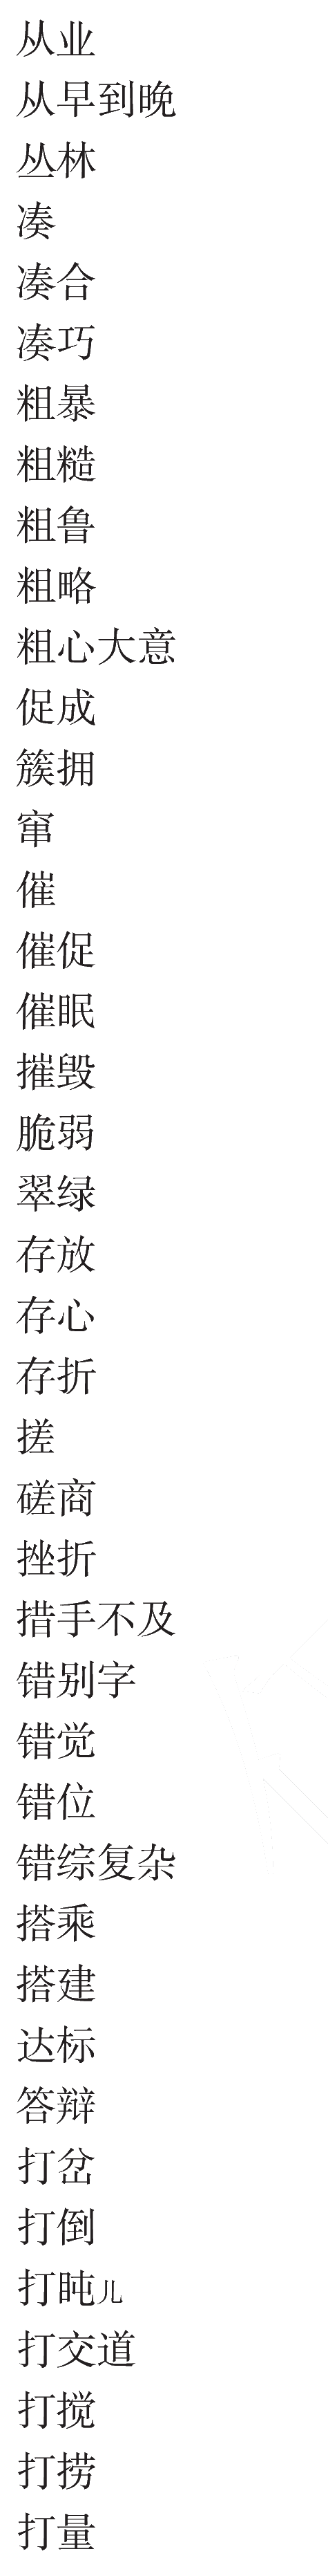 从业
从早到晚
丛林
凑
凑合
凑巧
粗暴
粗糙
粗鲁
粗略
粗心大意
促成
簇拥
窜
催
催促
催眠
摧毁
脆弱
翠绿
存放
存心
存折
搓
磋商
挫折
措手不及
错别字
错觉
错位
错综复杂
搭乘
搭建
达标
答辩
打岔
打倒
打盹儿
打交道
打搅
打捞
打量